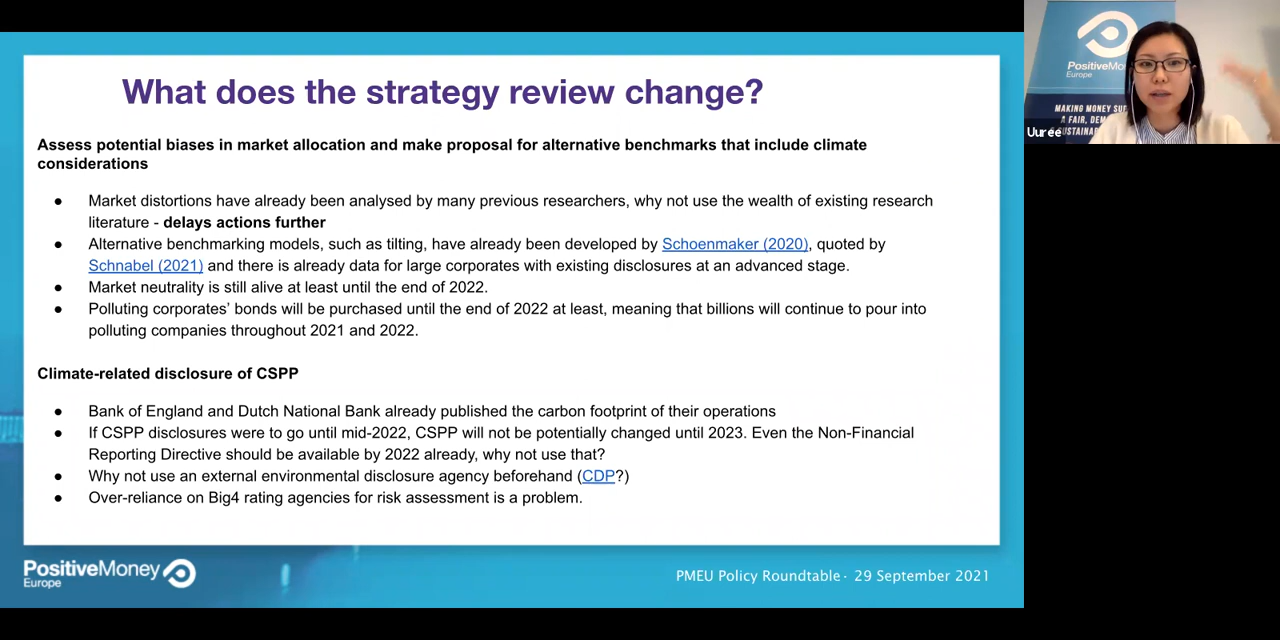 What does the strategy review change?
Assess potential biases in market allocation and make proposal for alternative benchmarks that include climate
considerations
● Market distortions have already been analysed by many previous researchers, why not use the wealth of existing research
literature - delays actions further
● Alternative benchmarking models, such as tilting, have already been developed by Schoenmaker (2020), quoted by
Schnabel (2021) and there is already data for large corporates with existing disclosures at an advanced stage.
● Market neutrality is still alive at least until the end of 2022.
● Polluting corporates’ bonds will be purchased until the end of 2022 at least, meaning that billions will continue to pour into
polluting companies throughout 2021 and 2022.
Climate-related disclosure of CSPP
● Bank of England and Dutch National Bank already published the carbon footprint of their operations
● If CSPP disclosures were to go until mid-2022, CSPP will not be potentially changed until 2023. Even the Non-Financial
Reporting Directive should be available by 2022 already, why not use that?
● Why not use an external environmental disclosure agency beforehand (CDP?)
● Over-reliance on Big4 rating agencies for risk assessment is a problem.
PositiveMoney
Europe
PMEU Policy Roundtable · 29 September 2021
Europe
MAKING MONEY
A FAIR,
Uuree